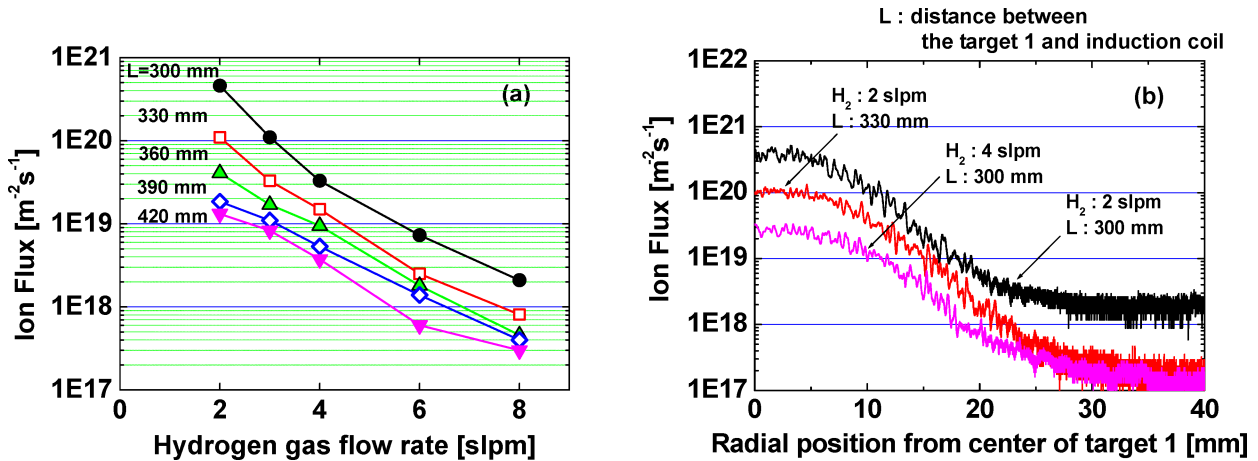 L : distance between
the target 1 and induction coil
1E21
1E20
1E19
1E18
1E17
Ion Flux [m⁻²s⁻¹]
L=300 mm
330 mm
360 mm
390 mm
420 mm
(a)
0
2
4
6
8
Hydrogen gas flow rate [slpm]
1E22
1E21
1E20
1E19
1E18
1E17
Ion Flux [m⁻²s⁻¹]
(b)
H₂ : 2 slpm
L : 330 mm
H₂ : 4 slpm
L : 300 mm
H₂ : 2 slpm
L : 300 mm
0
10
20
30
40
Radial position from center of target 1 [mm]